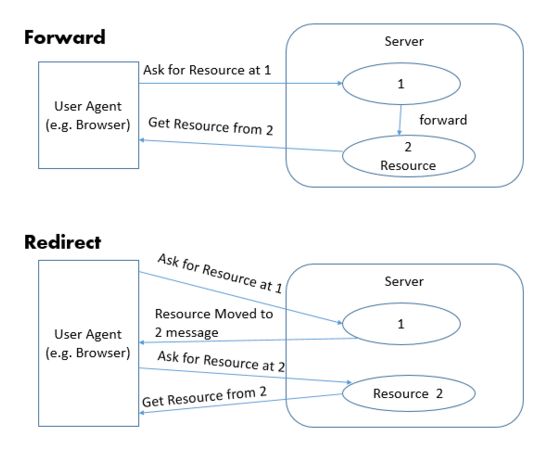 Forward
Server
Ask for Resource at 1
1
User Agent
(e.g. Browser)
forward
Get Resource from 2
2
Resource
Redirect
Ask for Resource at 1
Server
Resource Moved to
2 message
1
User Agent
(e.g. Browser)
Ask for Resource at 2
Get Resource from 2
Resource 2